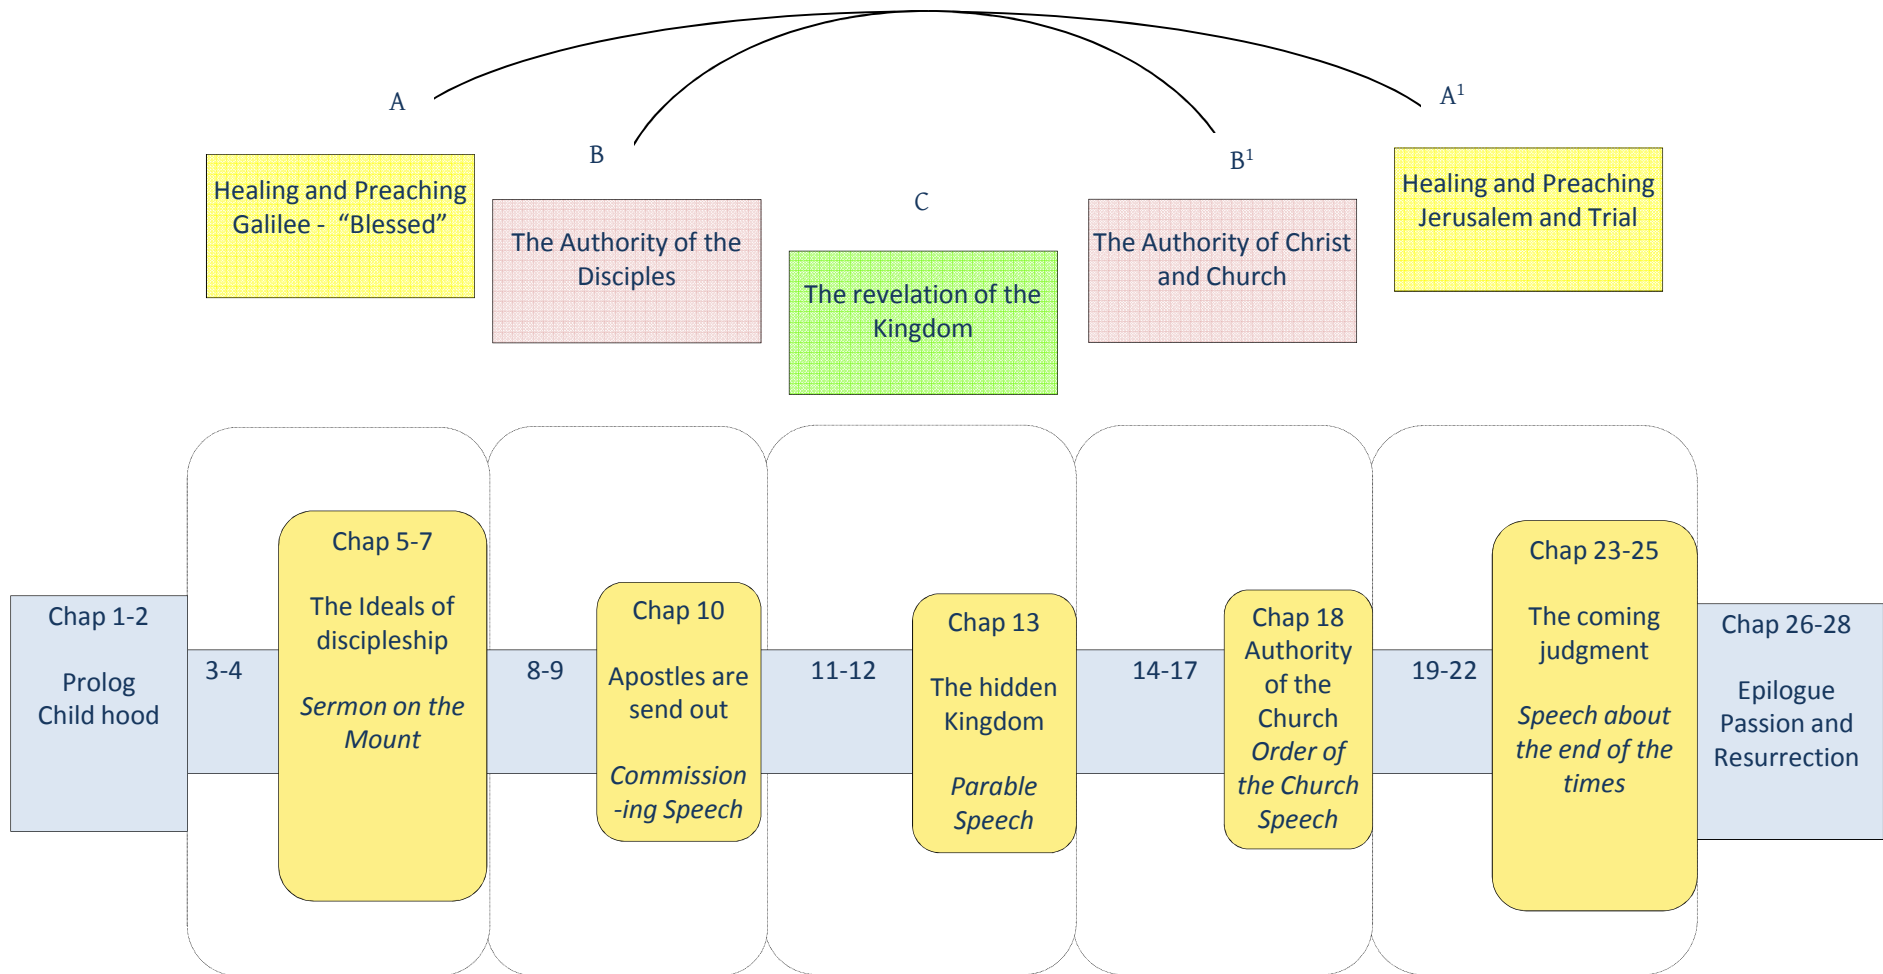 A
A¹
B
B¹
C
Healing and Preaching
Galilee - “Blessed”
The Authority of the
Disciples
The revelation of the
Kingdom
The Authority of Christ
and Church
Healing and Preaching
Jerusalem and Trial
Chap 1-2
Prolog
Child hood
3-4
Chap 5-7
The Ideals of
discipleship
Sermon on the
Mount
8-9
Chap 10
Apostles are
send out
Commission
-ing Speech
11-12
Chap 13
The hidden
Kingdom
Parable
Speech
14-17
Chap 18
Authority
of the
Church
Order of
the Church
Speech
19-22
Chap 23-25
The coming
judgment
Speech about
the end of the
times
Chap 26-28
Epilogue
Passion and
Resurrection